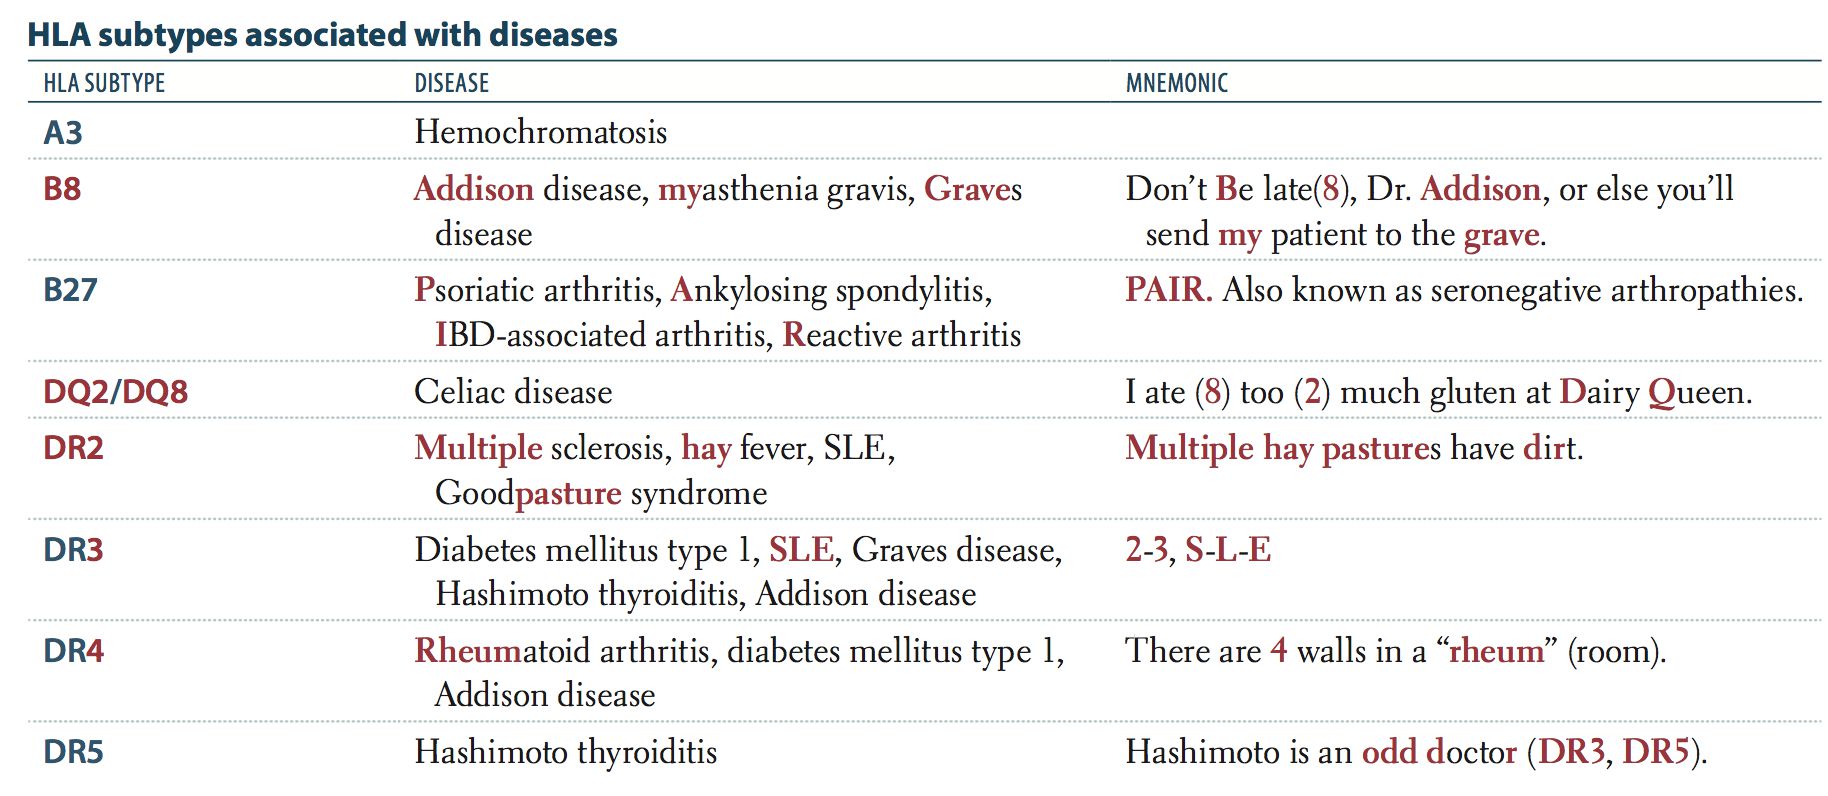 HLA subtypes associated with diseases
HLA SUBTYPE DISEASE MNEMONIC
A3 Hemochromatosis
B8 Addison disease, myasthenia gravis, Graves Don’t Be late(8), Dr. Addison, or else you’ll
disease send my patient to the grave.
B27 Psoriatic arthritis, Ankylosing spondylitis, PAIR. Also known as seronegative arthropathies.
IBD-associated arthritis, Reactive arthritis
DQ2/DQ8 Celiac disease I ate (8) too (2) much gluten at Dairy Queen.
DR2 Multiple sclerosis, hay fever, SLE, Multiple hay pastures have dirt.
Goodpasture syndrome
DR3 Diabetes mellitus type 1, SLE, Graves disease, 2-3, S-L-E
Hashimoto thyroiditis, Addison disease
DR4 Rheumatoid arthritis, diabetes mellitus type 1, There are 4 walls in a “rheum” (room).
Addison disease
DR5 Hashimoto thyroiditis Hashimoto is an odd doctor (DR3, DR5).